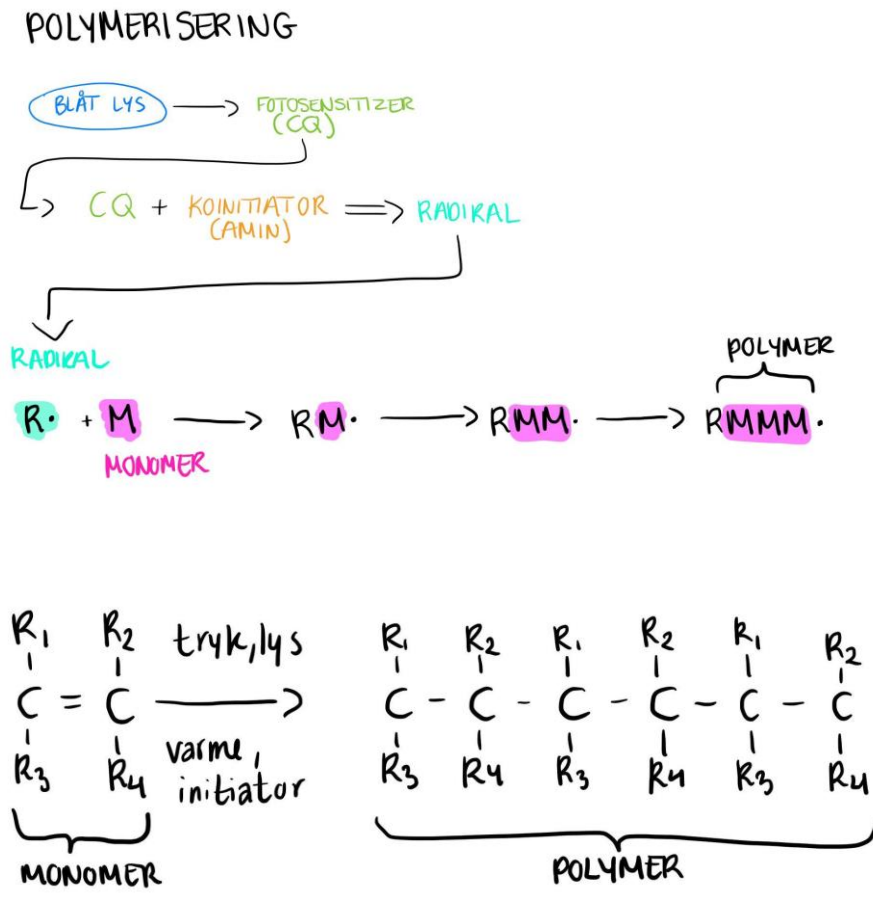 POLYMERISERING
BLÅT LYS → FOTOSENSITIZER
(CQ)
CQ + KOINITIATOR ⇒ RADIKAL
(AMIN)
RADIKAL
POLYMER
R• + M → RM• → RMM• → RMMM•
MONOMER
R₁ R₂ tryk, lys R₁ R₂ R₁ R₂ R₁ R₂
C = C → C - C - C - C - C - C
R₃ R₄ varme, initiator R₃ R₄ R₃ R₄ R₃ R₄
MONOMER POLYMER